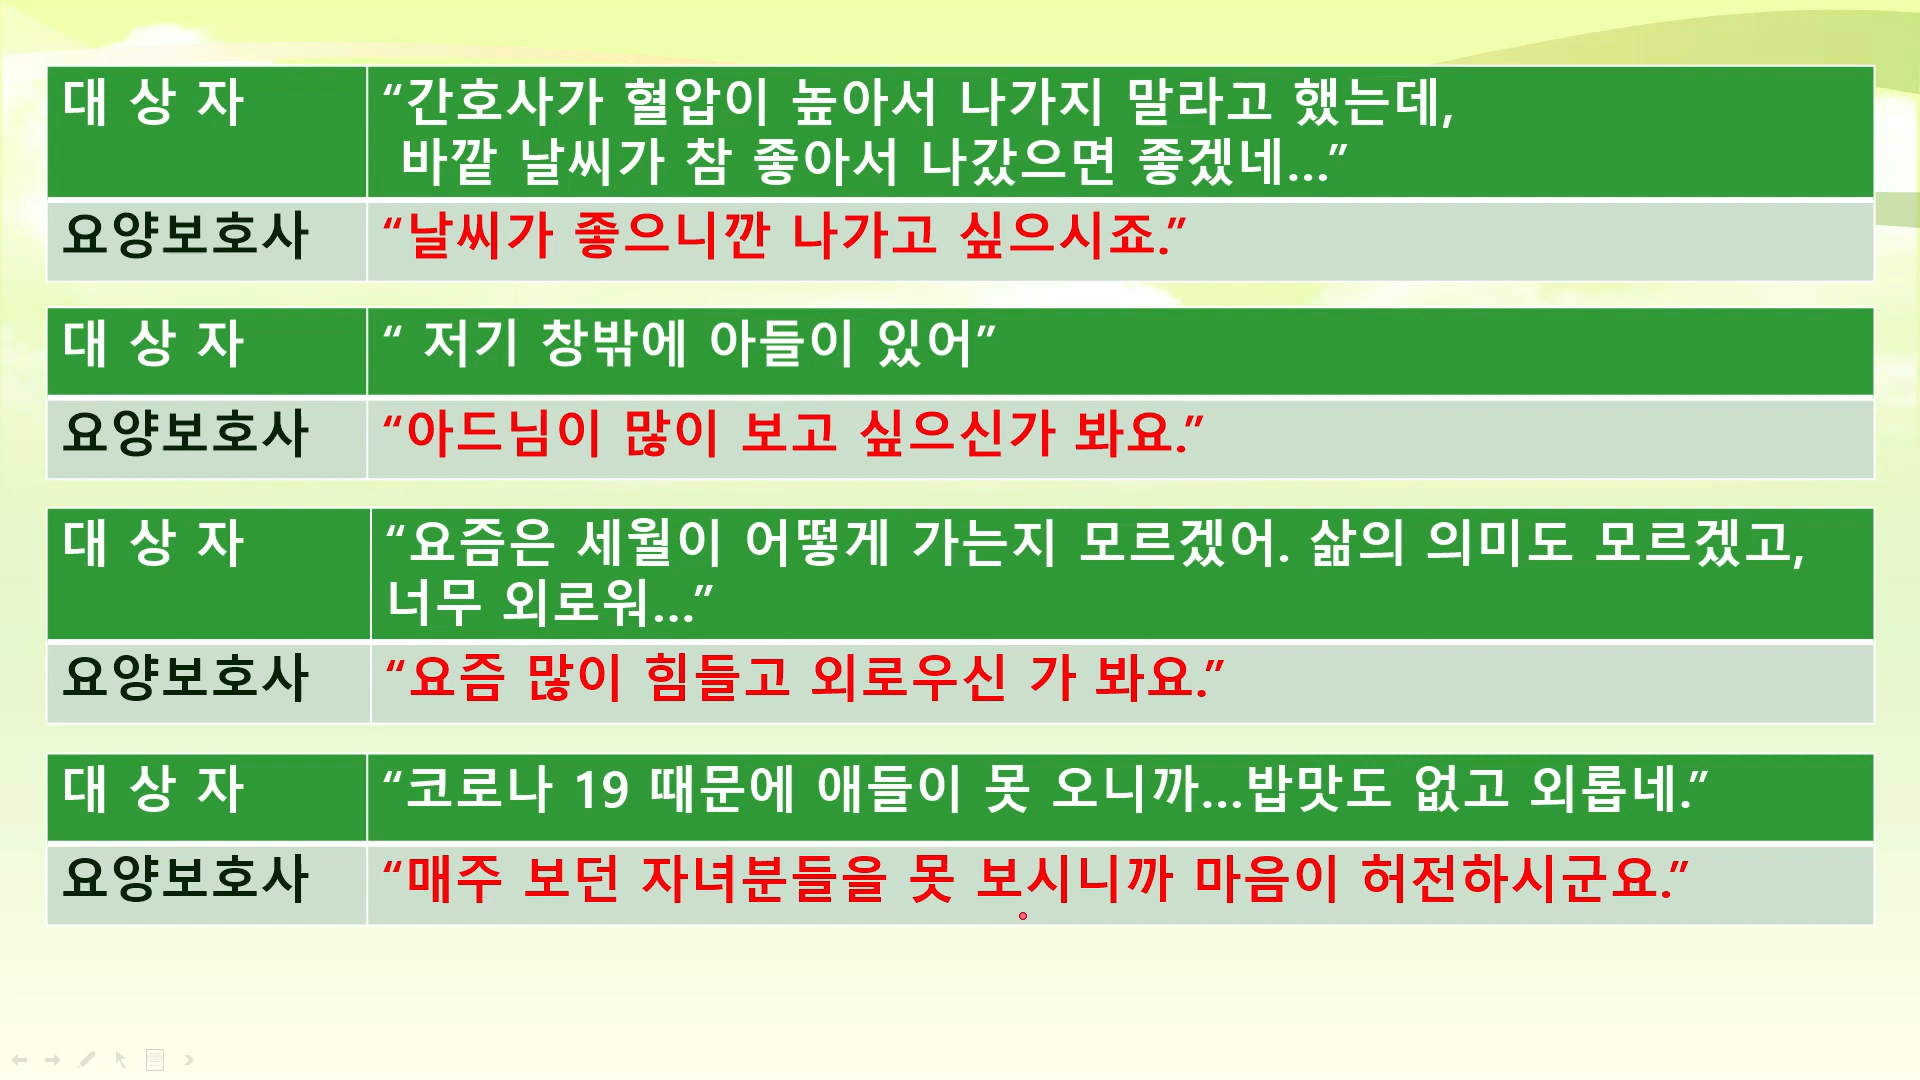 대 상 자
“간호사가 혈압이 높아서 나가지 말라고 했는데,
바깥 날씨가 참 좋아서 나갔으면 좋겠네...”
요양보호사
“날씨가 좋으니깐 나가고 싶으시죠.”
대 상 자
“ 저기 창밖에 아들이 있어”
요양보호사
“아드님이 많이 보고 싶으신가 봐요.”
대 상 자
“요즘은 세월이 어떻게 가는지 모르겠어. 삶의 의미도 모르겠고,
너무 외로워...”
요양보호사
“요즘 많이 힘들고 외로우신 가 봐요.”
대 상 자
“코로나 19 때문에 애들이 못 오니까...밥맛도 없고 외롭네.”
요양보호사
“매주 보던 자녀분들을 못 보시니까 마음이 허전하시군요.”